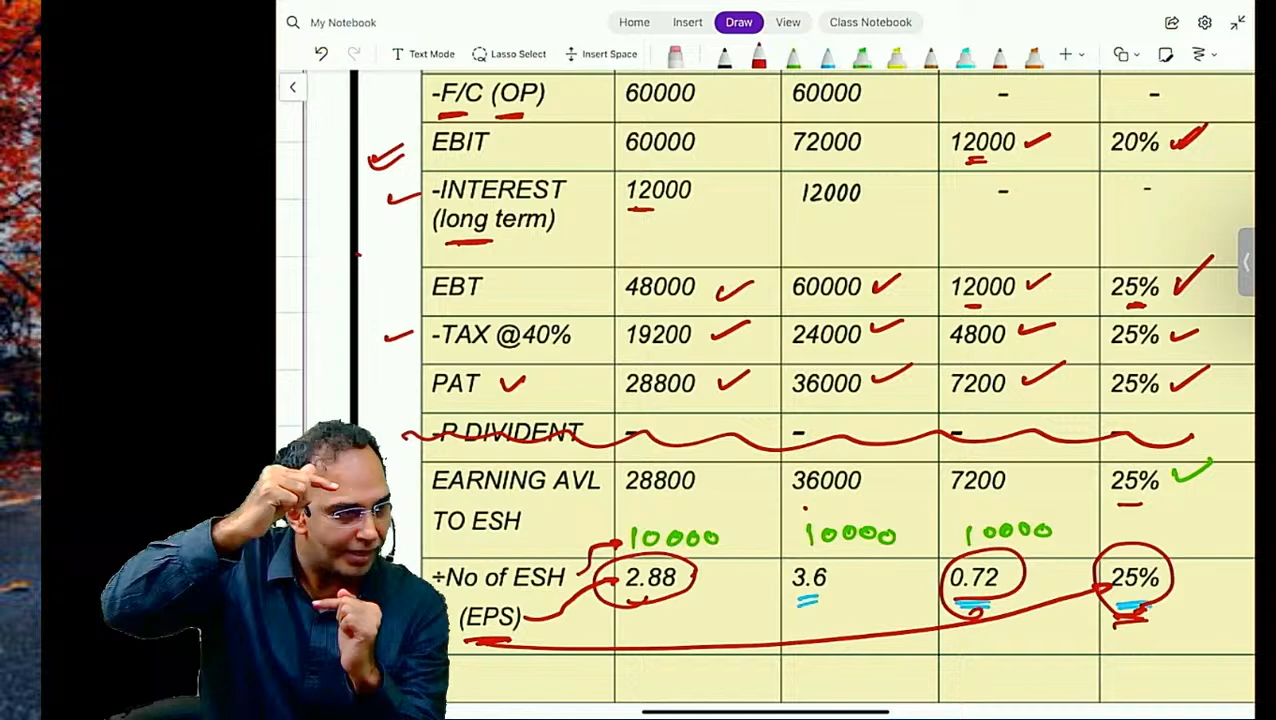 My Notebook
Home Insert Draw View Class Notebook
Text Mode Lasso Select Insert Space
-F/C (OP) 60000 60000 - -
EBIT 60000 72000 12000 20%
-INTEREST 12000 12000 - -
(long term)
EBT 48000 60000 12000 25%
-TAX @40% 19200 24000 4800 25%
PAT 28800 36000 7200 25%
-P DIVIDENT - - - -
EARNING AVL 28800 36000 7200 25%
TO ESH 10000 10000 10000
÷No of ESH 2.88 3.6 0.72 25%
(EPS)